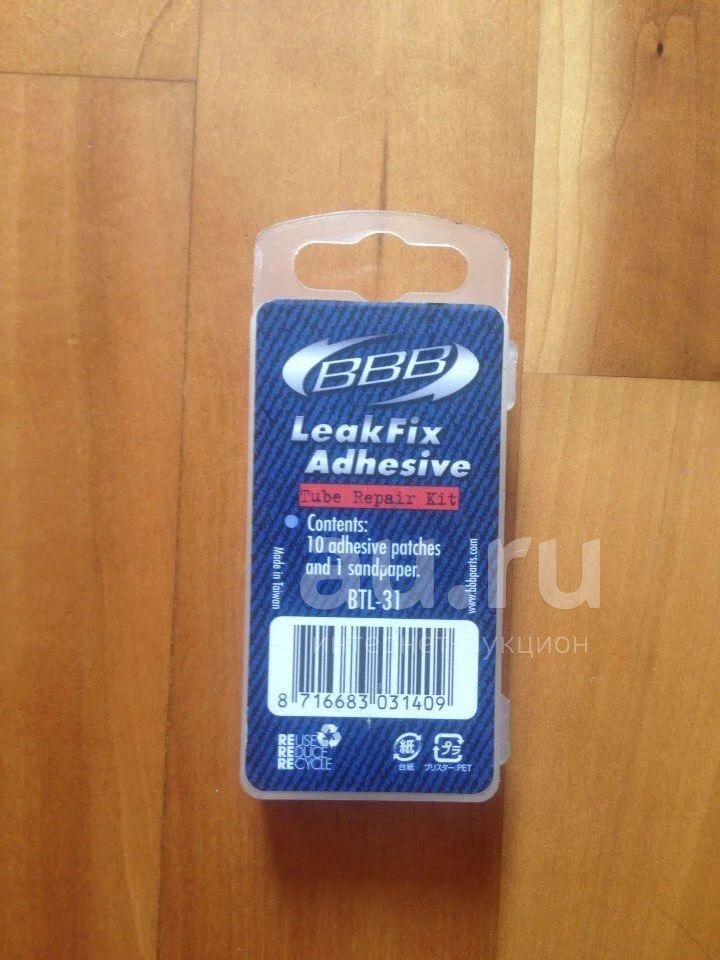 BBB
LeakFix
Adhesive
Tube Repair Kit
Contents:
10 adhesive patches
and 1 sandpaper.
BTL-31
Made in Taiwan
www.bbbparts.com
au.ru
интернет-аукцион
8 716683 031409
REUSE
REDUCE
RECYCLE
紙
台紙
プラ
ブリスター:PET